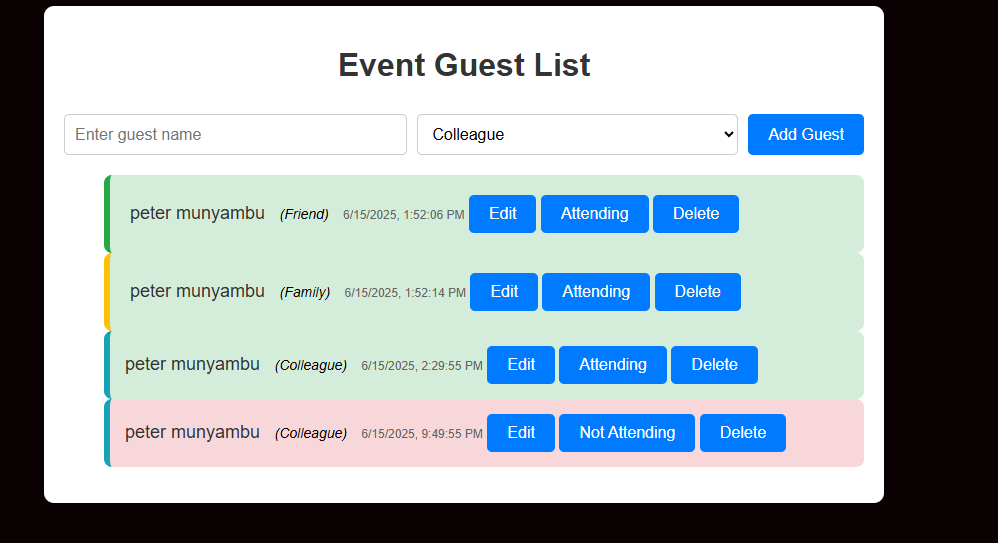 Event Guest List
Enter guest name Colleague Add Guest
peter munyambu (Friend) 6/15/2025, 1:52:06 PM Edit Attending Delete
peter munyambu (Family) 6/15/2025, 1:52:14 PM Edit Attending Delete
peter munyambu (Colleague) 6/15/2025, 2:29:55 PM Edit Attending Delete
peter munyambu (Colleague) 6/15/2025, 9:49:55 PM Edit Not Attending Delete